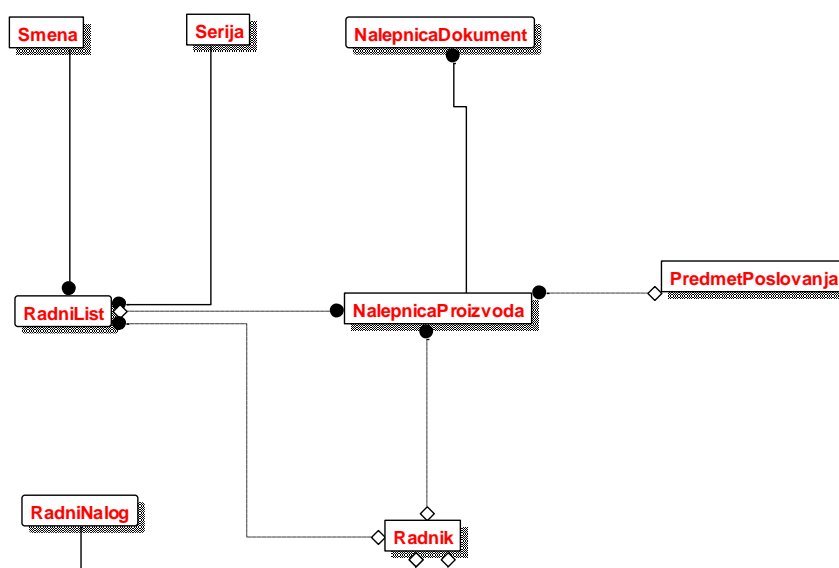 Smena
Serija
NalepnicaDokument
PredmetPoslovanja
RadniList
NalepnicaProizvoda
RadniNalog
Radnik